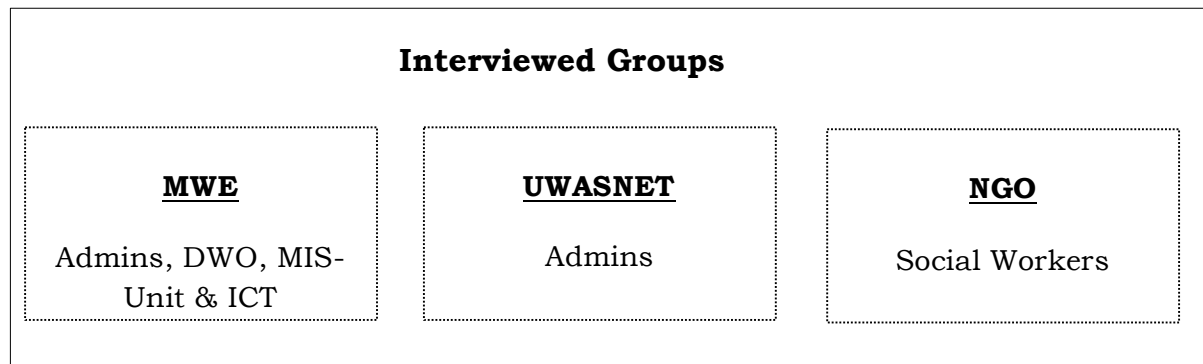 Interviewed Groups
MWE
Admins, DWO, MIS-
Unit & ICT
UWASNET
Admins
NGO
Social Workers